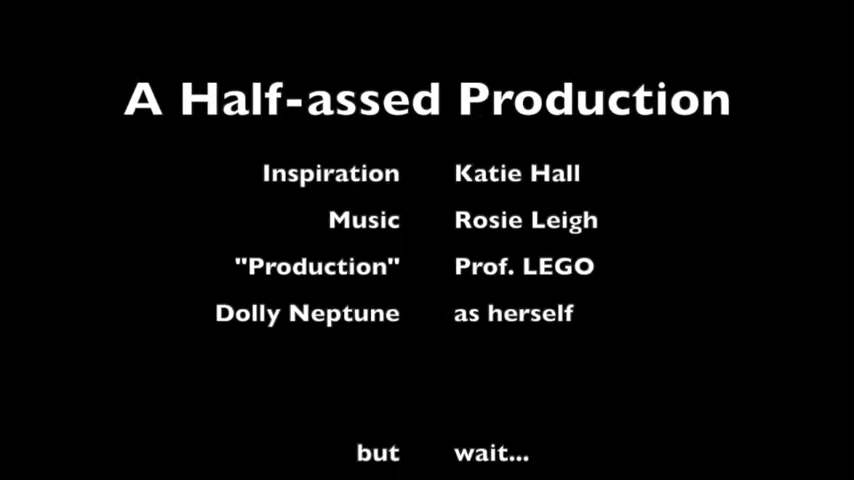 A Half-assed Production
Inspiration Katie Hall
Music Rosie Leigh
"Production" Prof. LEGO
Dolly Neptune as herself
but wait...